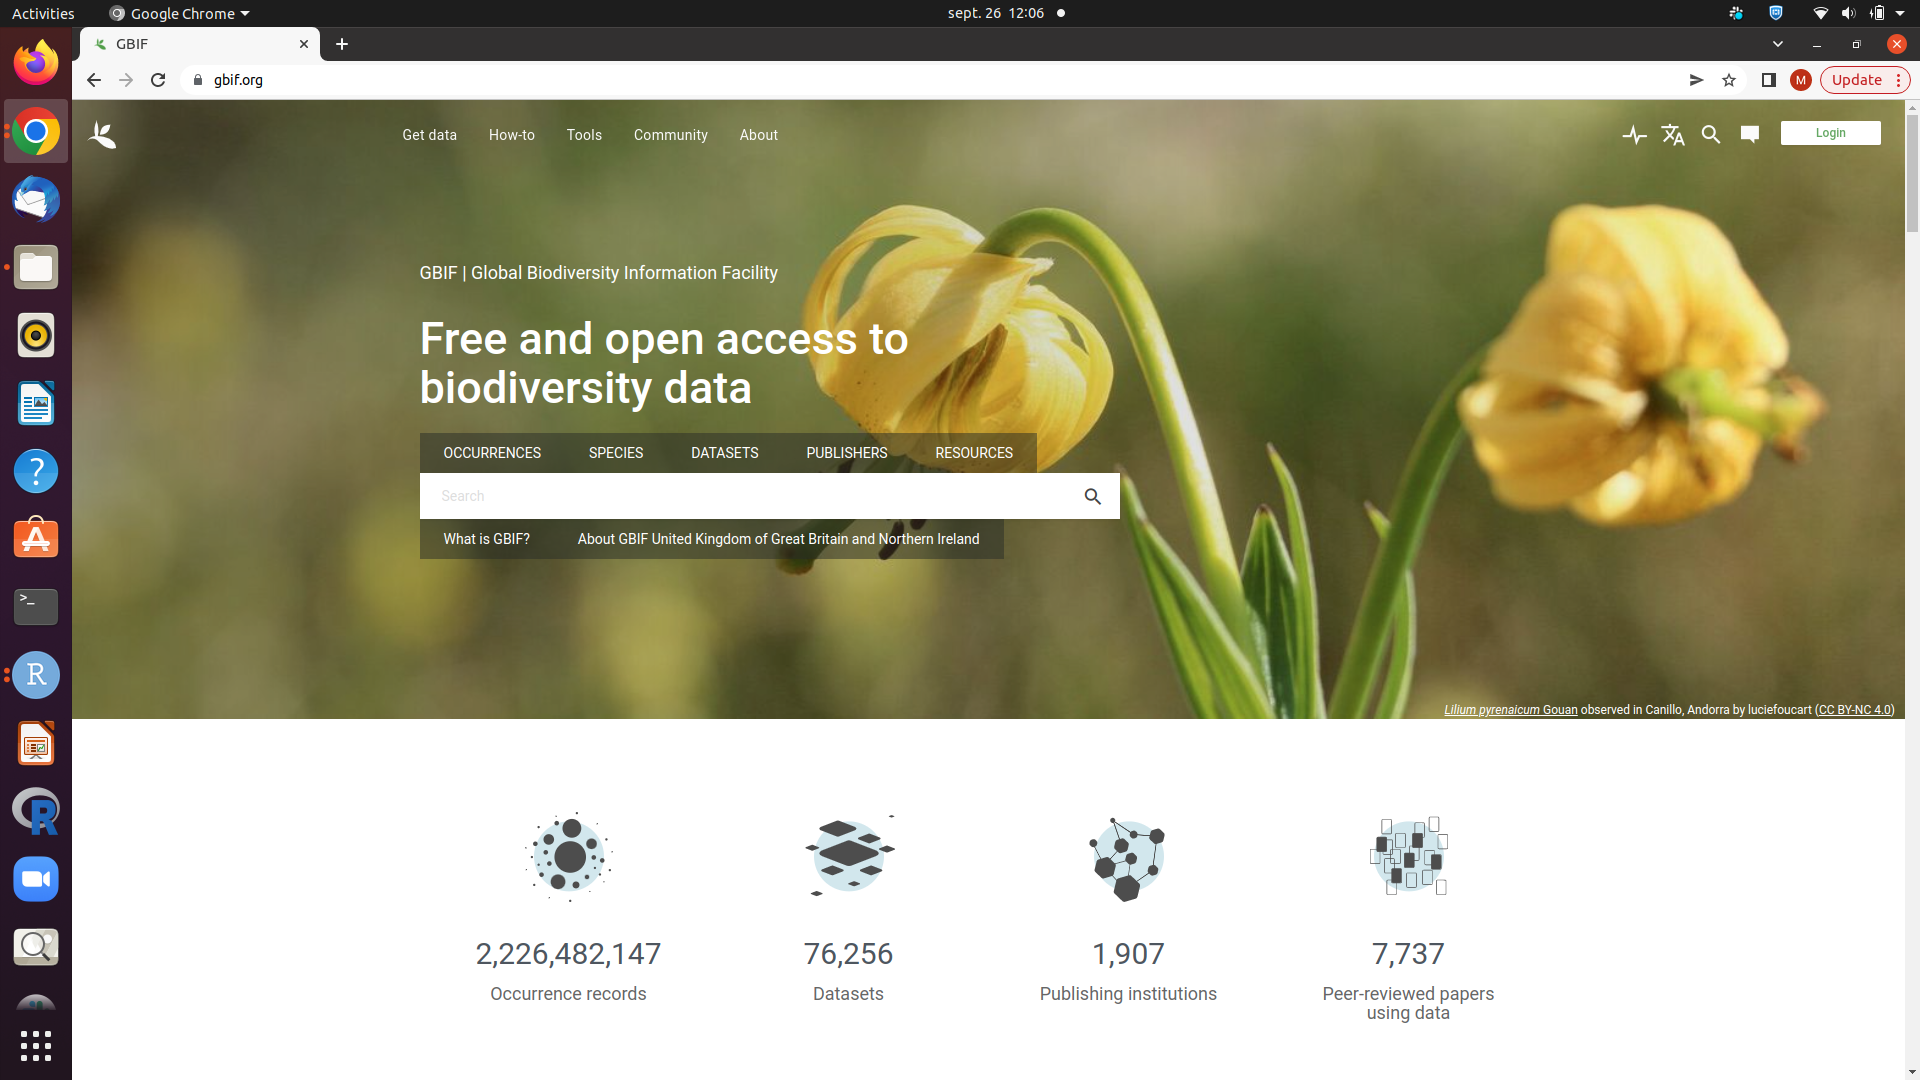 Activities
Google Chrome
sept. 26 12:06
GBIF
gbif.org
M
Update
Get data
How-to
Tools
Community
About
Login
GBIF | Global Biodiversity Information Facility
Free and open access to
biodiversity data
OCCURRENCES
SPECIES
DATASETS
PUBLISHERS
RESOURCES
Search
What is GBIF?
About GBIF United Kingdom of Great Britain and Northern Ireland
Lilium pyrenaicum Gouan observed in Canillo, Andorra by luciefoucart (CC BY-NC 4.0)
2,226,482,147
Occurrence records
76,256
Datasets
1,907
Publishing institutions
7,737
Peer-reviewed papers
using data